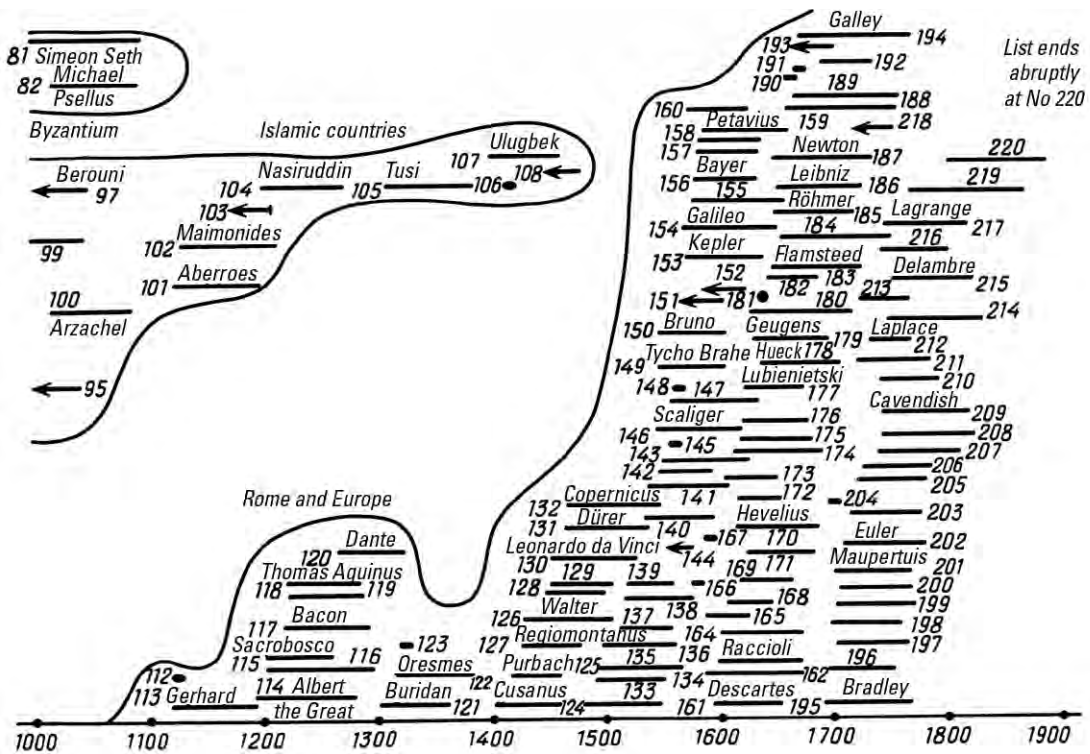 Galley
194
193
List ends
abruptly
at No 220
81 Simeon Seth
Michael
82
Psellus
191
192
190
189
188
160
Petavius
159
218
Byzantium
Islamic countries
Ulugbek
158
157
Newton
187
220
107
108
Berouni
97
104
Nasiruddin
105
Tusi
106
Bayer
156
155
Leibniz
186
219
103
Röhmer
185
Galileo
154
184
Lagrange
217
Maimonides
102
99
Kepler
153
216
Flamsteed
152
182
183
Delambre
215
Aberroes
101
151
181
180
213
100
Arzachel
214
Bruno
150
Geugens
179
Laplace
212
Tycho Brahe
149
Hueck 178
211
95
148
147
Lubienietski
177
210
Cavendish
209
Scaliger
146
145
176
175
208
143
174
207
142
173
206
205
Rome and Europe
Copernicus
132
141
172
204
203
Dürer
131
140
Hevelius
167
Euler
202
Dante
120
Leonardo da Vinci
130
144
170
Maupertuis
201
Thomas Aquinus
118
119
129
139
169
171
128
166
200
138
168
199
Bacon
117
Walter
126
137
165
198
123
Regiomontanus
127
164
197
Sacrobosco
115
116
136
Raccioli
162
196
112
Oresmes
122
Purbach
125
135
134
113
Gerhard
114 Albert
the Great
Buridan
121
Cusanus
124
133
161
Descartes
195
Bradley
1000
1100
1200
1300
1400
1500
1600
1700
1800
1900